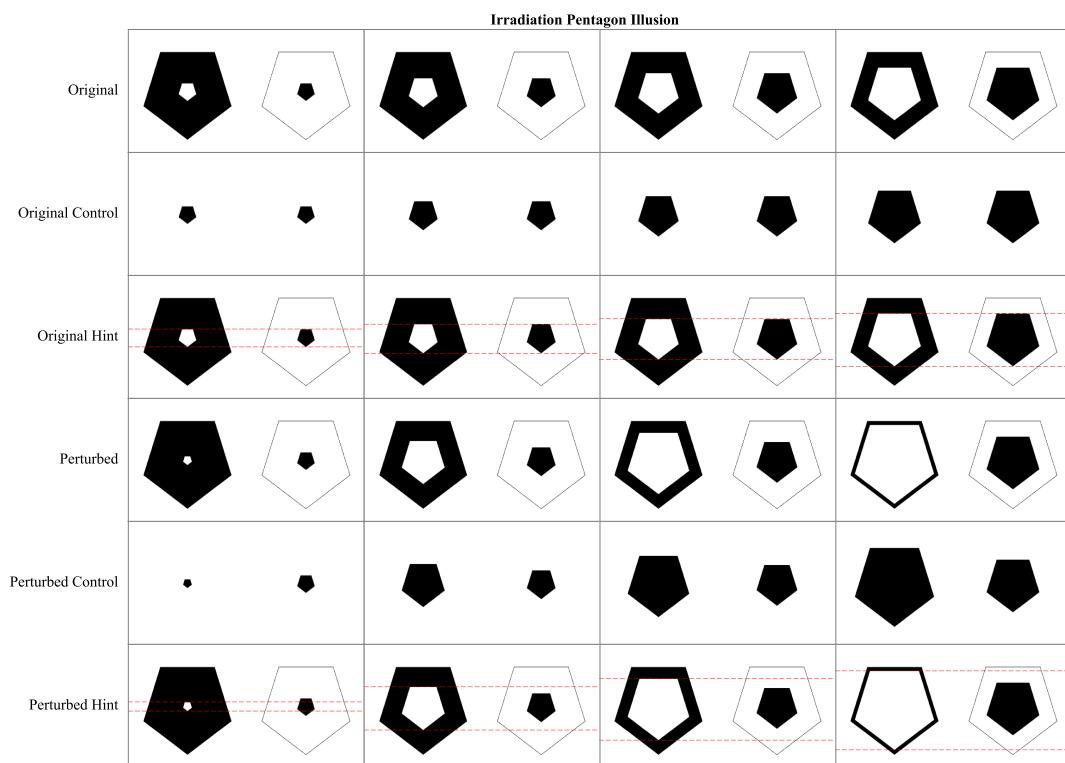 Irradiation Pentagon Illusion
Original
Original Control
Original Hint
Perturbed
Perturbed Control
Perturbed Hint